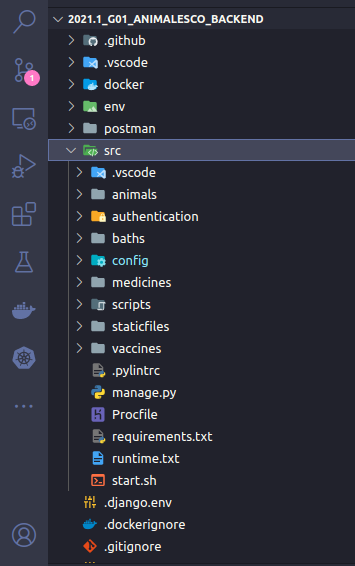 2021.1_G01_ANIMALESCO_BACKEND
.github
.vscode
docker
env
postman
src
.vscode
animals
authentication
baths
config
medicines
scripts
staticfiles
vaccines
.pylintrc
manage.py
Procfile
requirements.txt
runtime.txt
start.sh
.django.env
.dockerignore
.gitignore
1